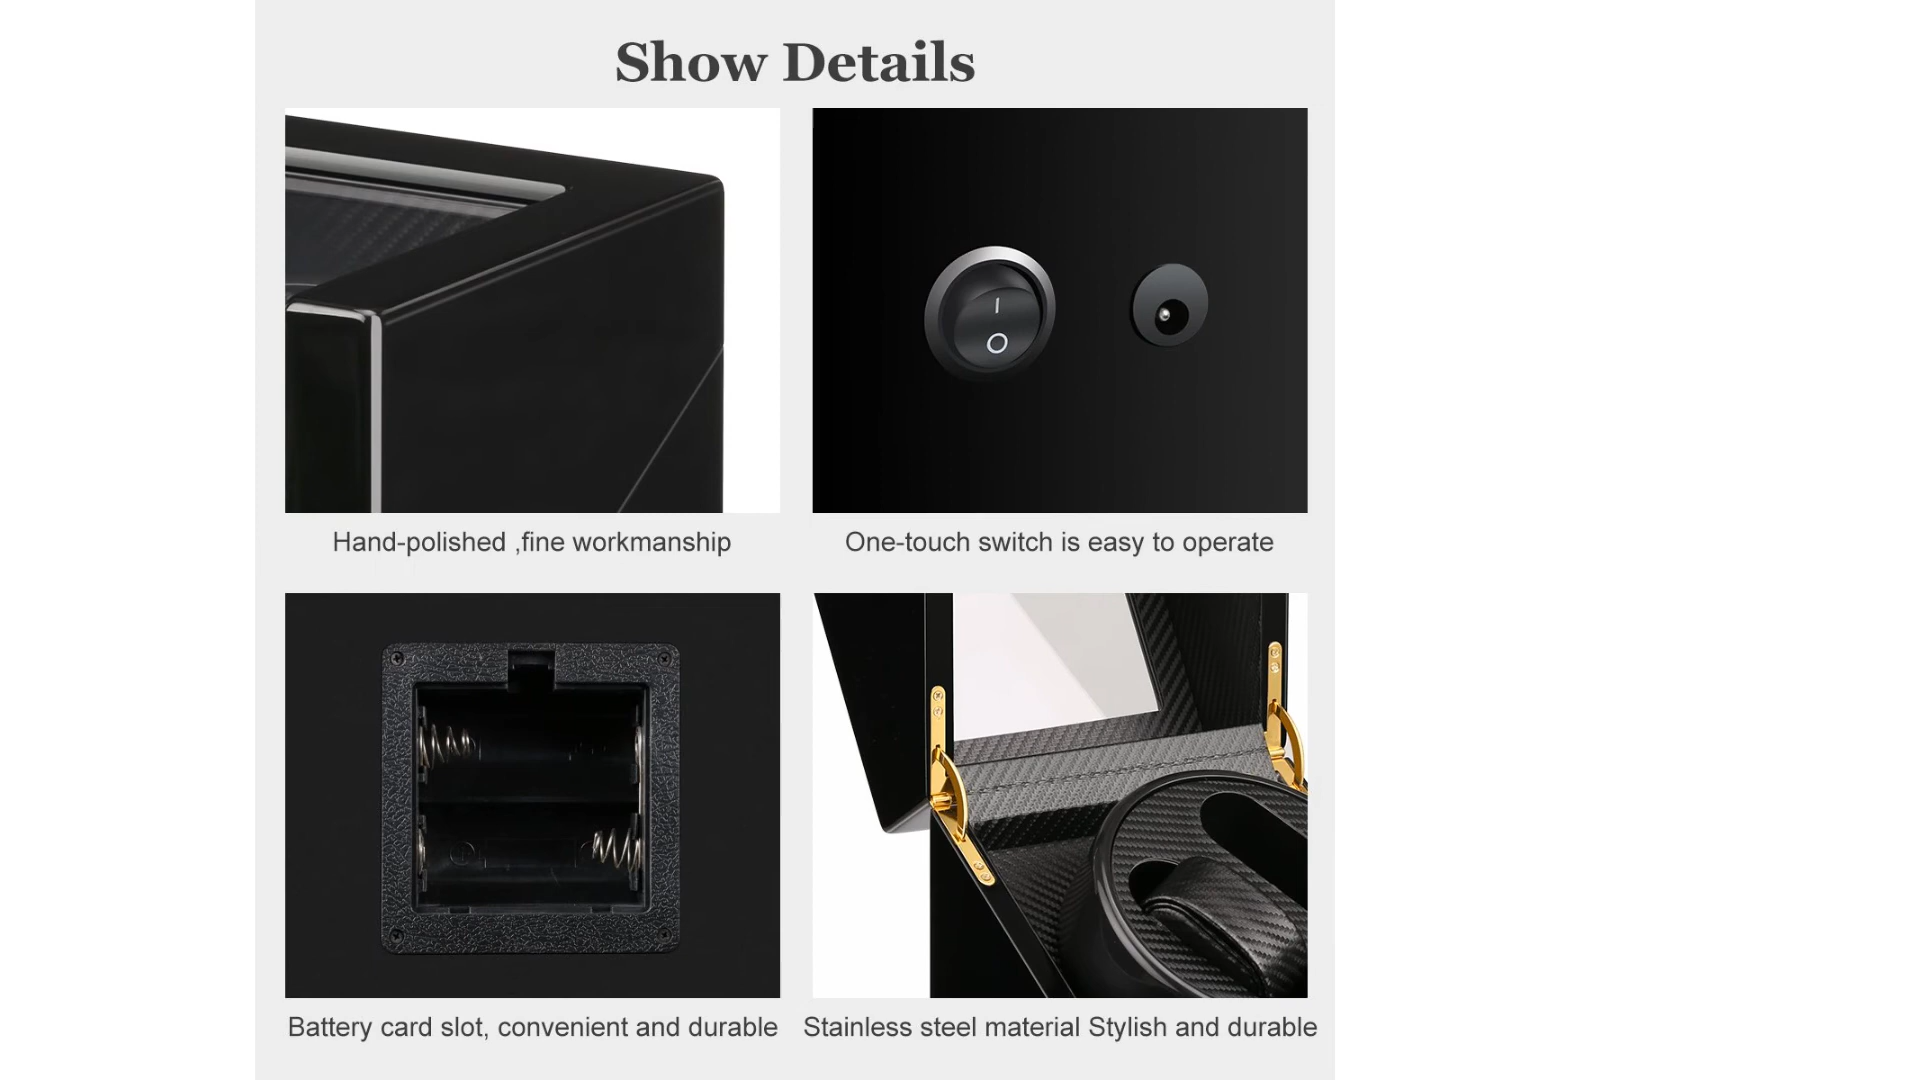 Show Details
Hand-polished ,fine workmanship
One-touch switch is easy to operate
Battery card slot, convenient and durable
Stainless steel material Stylish and durable